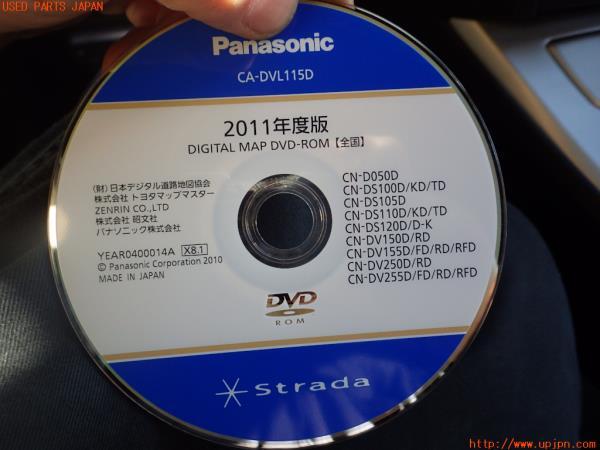 USED PARTS JAPAN
Panasonic
CA-DVL115D
2011年度版
DIGITAL MAP DVD-ROM【全国】
(財)日本デジタル道路地図協会
株式会社 トヨタマップマスター
ZENRIN CO.,LTD
株式会社 昭文社
パナソニック株式会社
YEAR0400014A X8.1
© Panasonic Corporation 2010
MADE IN JAPAN
CN-D050D
CN-DS100D/KD/TD
CN-DS105D
CN-DS110D/KD/TD
CN-DS120D/D-K
CN-DV150D/RD
CN-DV155D/FD/RD/RFD
CN-DV250D/RD
CN-DV255D/FD/RD/RFD
DVD
ROM
Strada
http://www.upjpn.com/